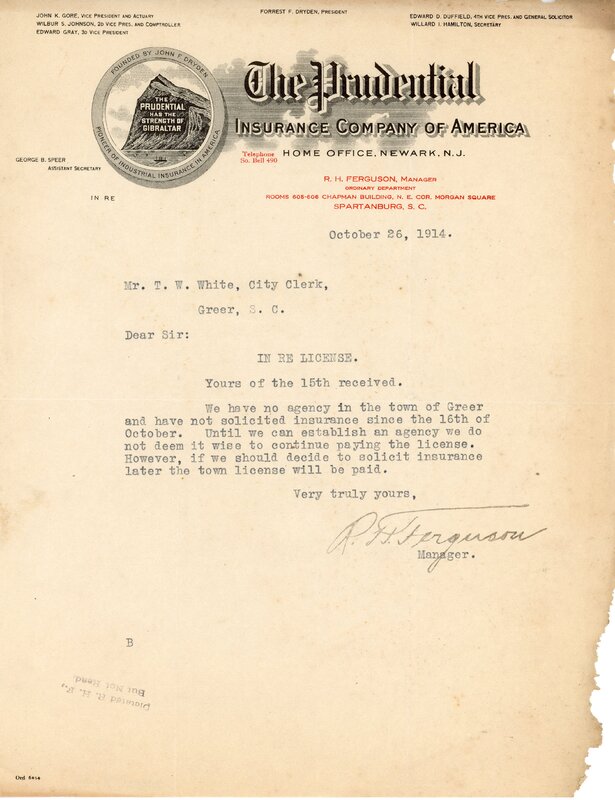 FORREST F. DRYDEN, PRESIDENT
JOHN K. GORE, VICE PRESIDENT AND ACTUARY
WILBUR S. JOHNSON, 2D VICE PRES. AND COMPTROLLER
EDWARD GRAY, 3D VICE PRESIDENT
EDWARD D. DUFFIELD, 4TH VICE PRES. AND GENERAL SOLICITOR
WILLARD I. HAMILTON, SECRETARY
FOUNDED BY JOHN F. DRYDEN
PIONEER OF INDUSTRIAL INSURANCE IN AMERICA
THE
PRUDENTIAL
HAS THE
STRENGTH OF
GIBRALTAR
The Prudential
INSURANCE COMPANY OF AMERICA
HOME OFFICE, NEWARK, N.J.
Telephone
So. Bell 490
GEORGE B. SPEER
ASSISTANT SECRETARY
R. H. FERGUSON, MANAGER
ORDINARY DEPARTMENT
ROOMS 605-606 CHAPMAN BUILDING, N. E. COR. MORGAN SQUARE
SPARTANBURG, S. C.
IN RE
October 26, 1914.
Mr. T. W. White, City Clerk,
Greer, S. C.
Dear Sir:
IN RE LICENSE.
Yours of the 15th received.
We have no agency in the town of Greer
and have not solicited insurance since the 16th of
October. Until we can establish an agency we do
not deem it wise to continue paying the license.
However, if we should decide to solicit insurance
later the town license will be paid.
Very truly yours,
R. H. Ferguson
Manager.
B
Dictated R. H. F.,
But Not Read.